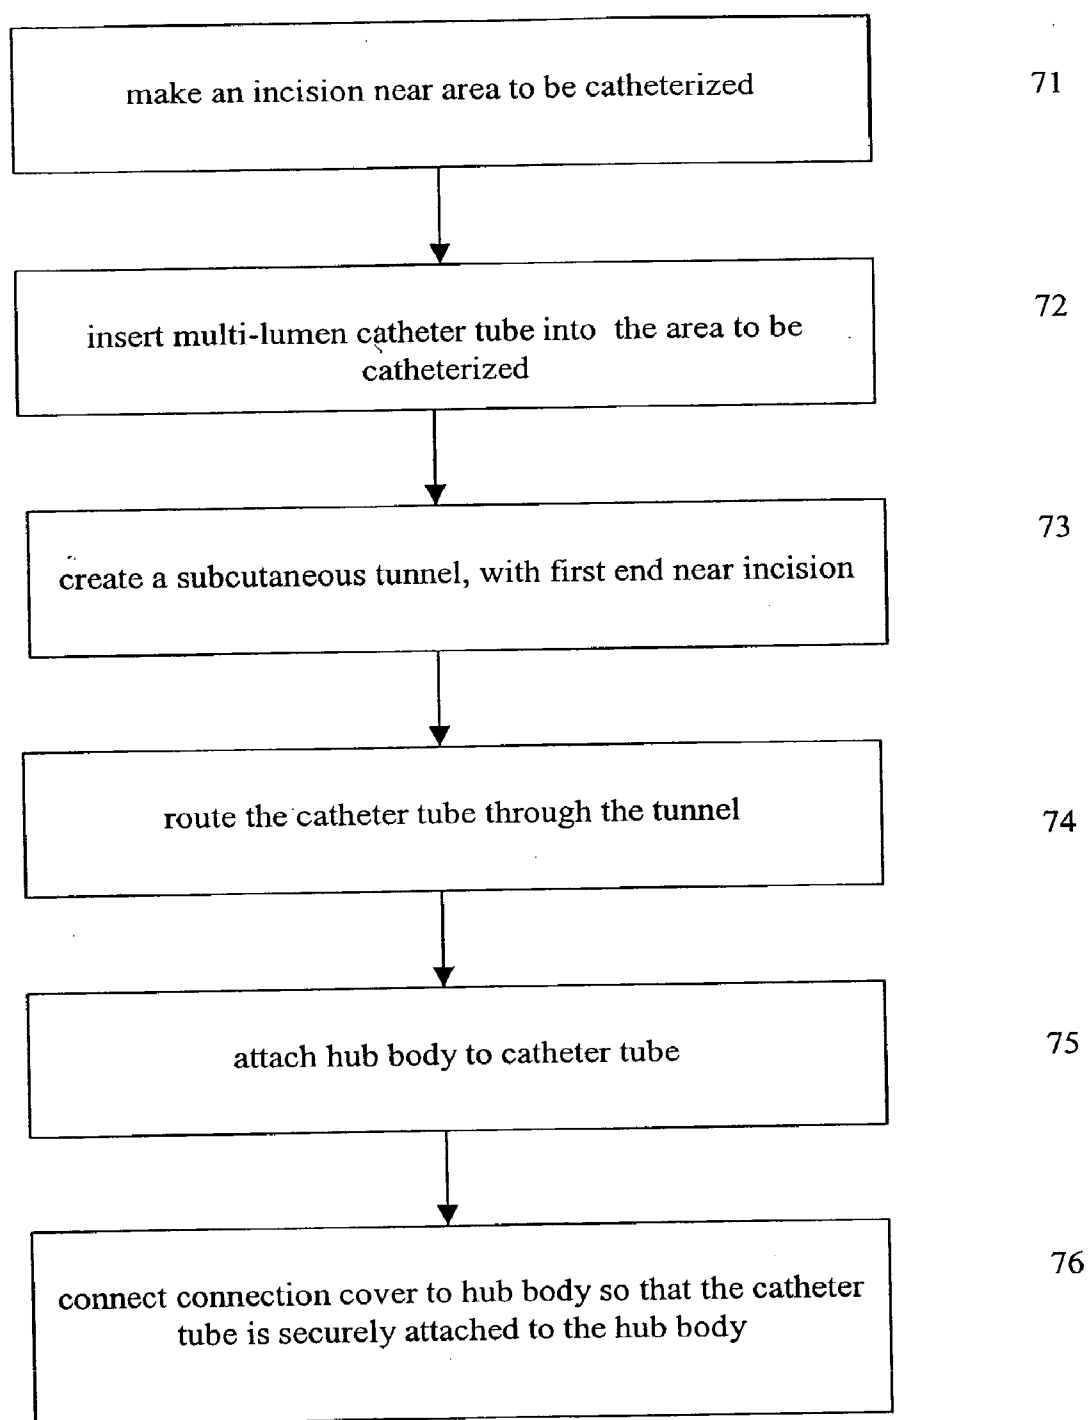 make an incision near area to be catheterized
71
insert multi-lumen catheter tube into the area to be
catheterized
72
create a subcutaneous tunnel, with first end near incision
73
route the catheter tube through the tunnel
74
attach hub body to catheter tube
75
connect connection cover to hub body so that the catheter
tube is securely attached to the hub body
76